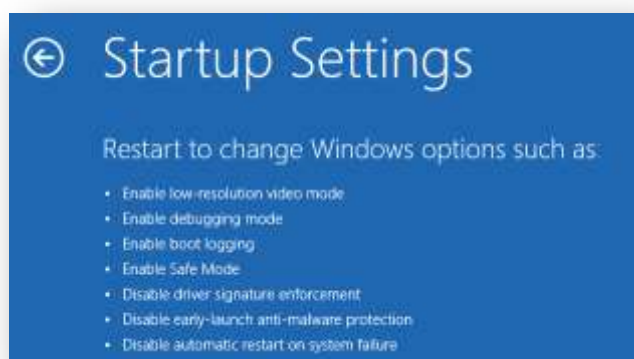 Startup Settings
Restart to change Windows options such as:
• Enable low-resolution video mode
• Enable debugging mode
• Enable boot logging
• Enable Safe Mode
• Disable driver signature enforcement
• Disable early-launch anti-malware protection
• Disable automatic restart on system failure